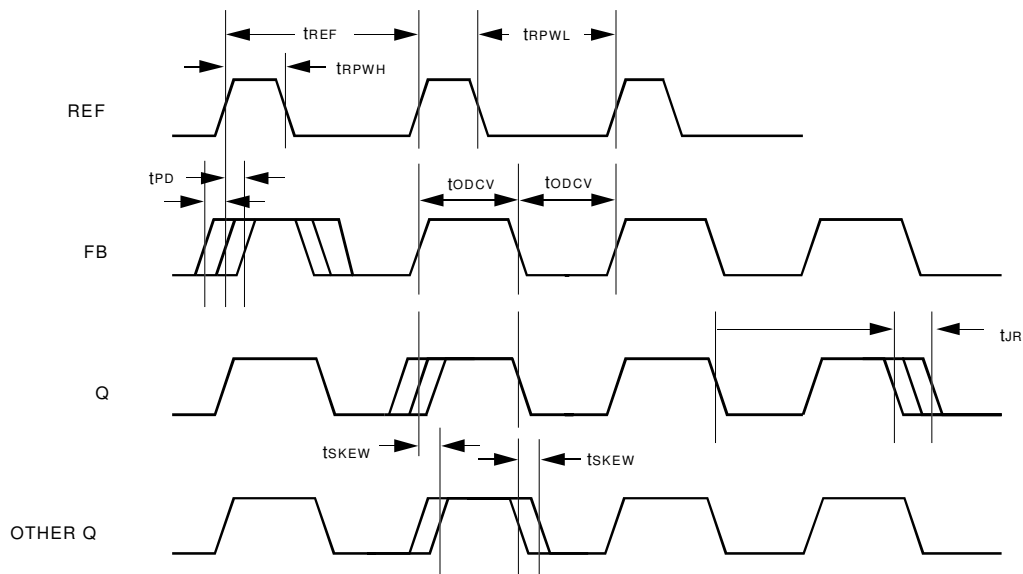 tREF
tRPWL
tRPWH
REF
tPD
tODCV
tODCV
FB
tJR
Q
tSKEW
tSKEW
OTHER Q